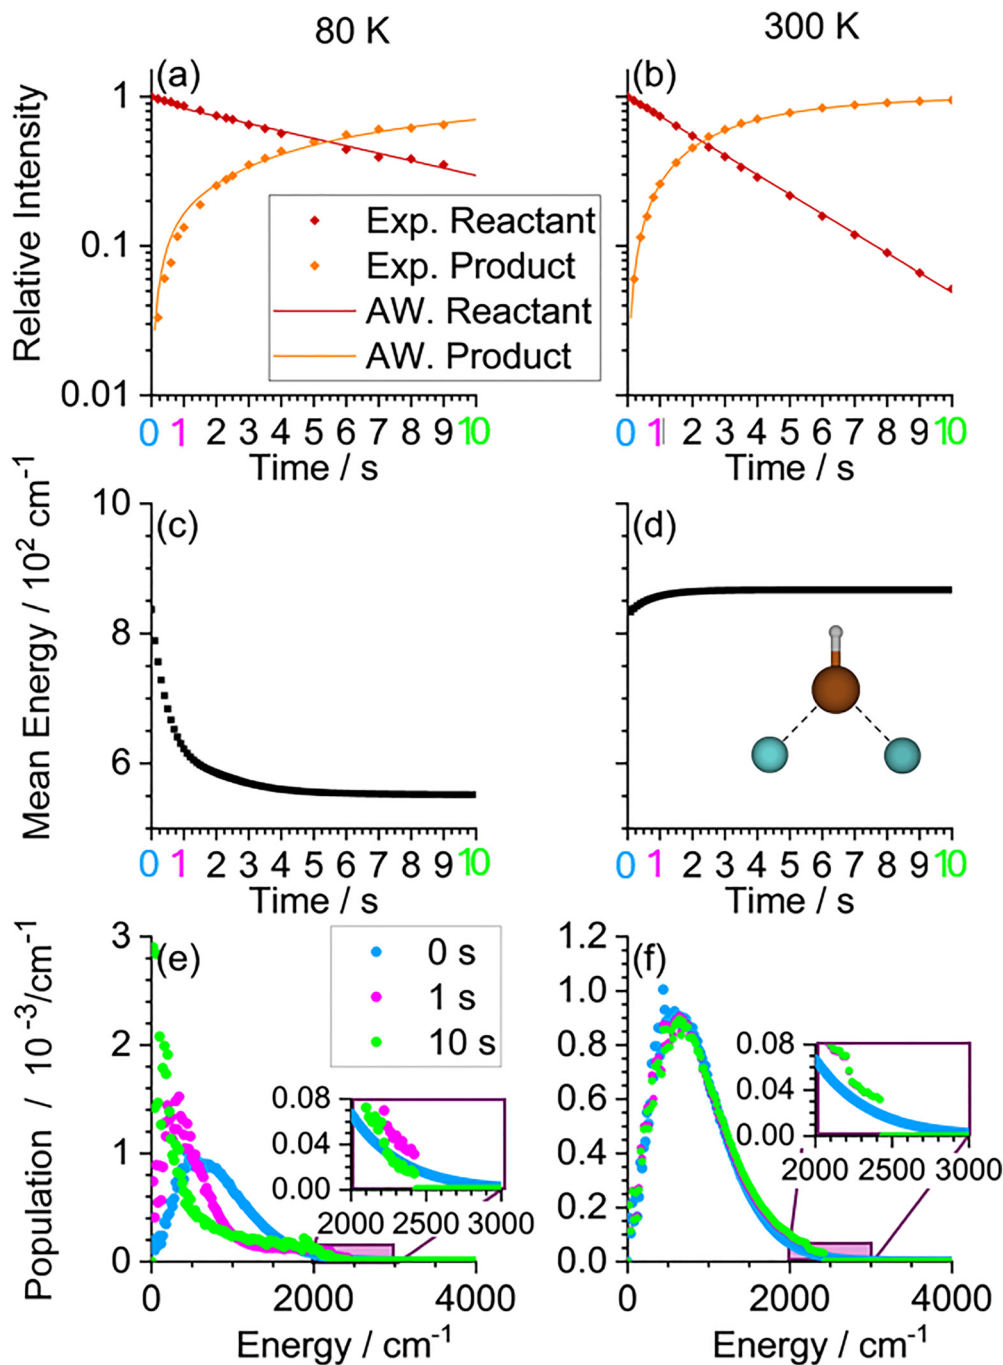 80 K
300 K
(a)
(b)
Relative Intensity
1
0.1
0.01
Exp. Reactant
Exp. Product
AW. Reactant
AW. Product
0 1 2 3 4 5 6 7 8 9 10
Time / s
0 1 2 3 4 5 6 7 8 9 10
Time / s
(c)
(d)
Mean Energy / 10² cm⁻¹
10
8
6
0 1 2 3 4 5 6 7 8 9 10
Time / s
0 1 2 3 4 5 6 7 8 9 10
Time / s
(e)
(f)
Population / 10⁻³/cm⁻¹
3
2
1
0
0 s
1 s
10 s
0.08
0.04
0.00
2000 2500 3000
0 2000 4000
Energy / cm⁻¹
1.2
1.0
0.8
0.6
0.4
0.2
0.0
0.08
0.04
0.00
2000 2500 3000
0 2000 4000
Energy / cm⁻¹